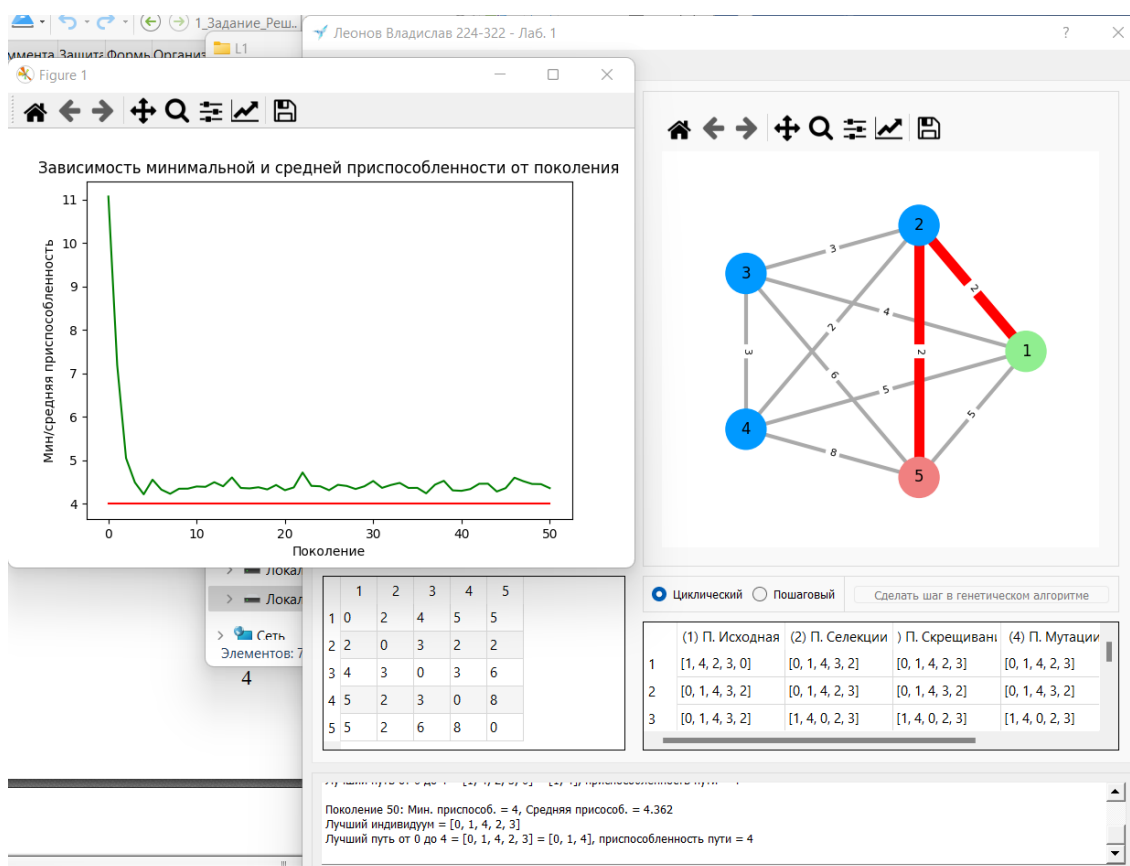 1_Задание_Реш..
Леонов Владислав 224-322 - Лаб. 1
?
Защита Формы Организ
L1
Figure 1
Зависимость минимальной и средней приспособленности от поколения
Мин/средняя приспособленность
11
10
9
8
7
6
5
4
0 10 20 30 40 50
Поколение
2
3
3
4
2
2
3
2
1
6
5
5
4
8
5
Локал
Локал
Сеть
Элементов: 7
4
1 2 3 4 5
1 0 2 4 5 5
2 2 0 3 2 2
3 4 3 0 3 6
4 5 2 3 0 8
5 5 2 6 8 0
Циклический Пошаговый Сделать шаг в генетическом алгоритме
(1) П. Исходная (2) П. Селекции ) П. Скрещивани (4) П. Мутации
1 [1, 4, 2, 3, 0] [0, 1, 4, 3, 2] [0, 1, 4, 2, 3] [0, 1, 4, 2, 3]
2 [0, 1, 4, 3, 2] [0, 1, 4, 2, 3] [0, 1, 4, 3, 2] [0, 1, 4, 3, 2]
3 [0, 1, 4, 3, 2] [1, 4, 0, 2, 3] [1, 4, 0, 2, 3] [1, 4, 0, 2, 3]
Поколение 50: Мин. приспособ. = 4, Средняя присособ. = 4.362
Лучший индивидуум = [0, 1, 4, 2, 3]
Лучший путь от 0 до 4 = [0, 1, 4, 2, 3] = [0, 1, 4], приспособленность пути = 4